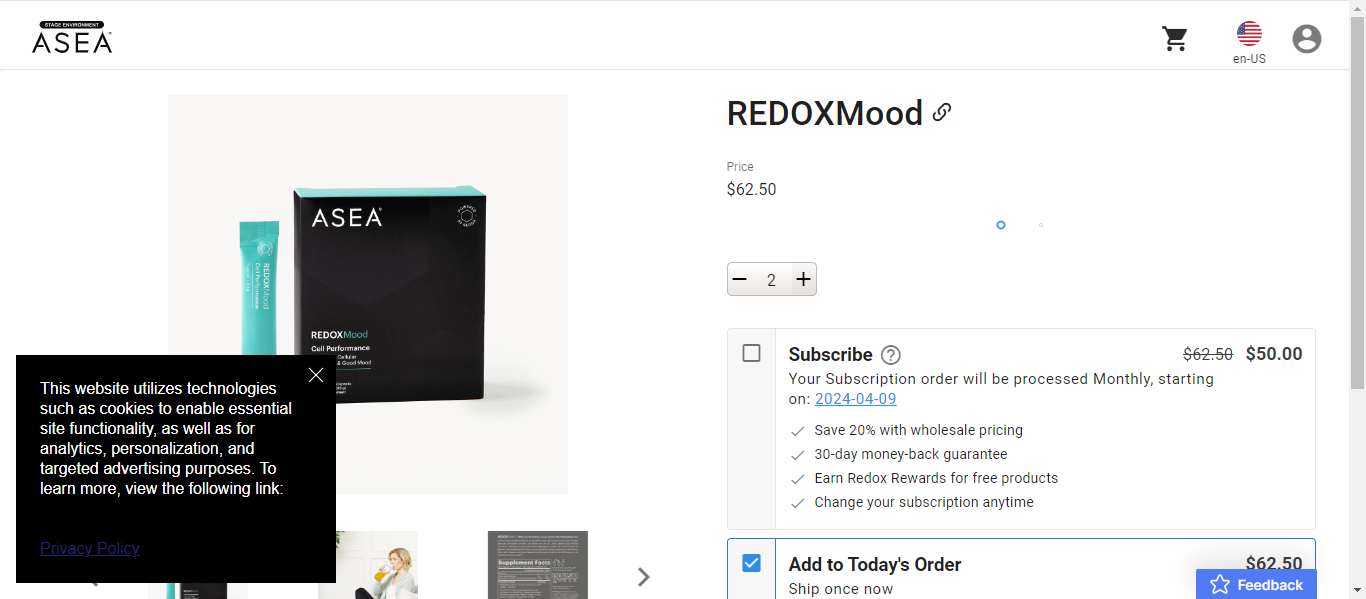 STAGE ENVIRONMENT
ASEA
en-US
REDOXMood
Price
$62.50
2
Subscribe
$62.50 $50.00
Your Subscription order will be processed Monthly, starting
on: 2024-04-09
Save 20% with wholesale pricing
30-day money-back guarantee
Earn Redox Rewards for free products
Change your subscription anytime
Add to Today's Order
$62.50
Ship once now
Feedback
ASEA
REDOXMood
Cell Performance
REDOXMood
Cell Performance
Cellular
& Good Mood
This website utilizes technologies
such as cookies to enable essential
site functionality, as well as for
analytics, personalization, and
targeted advertising purposes. To
learn more, view the following link:
Privacy Policy
Supplement Facts